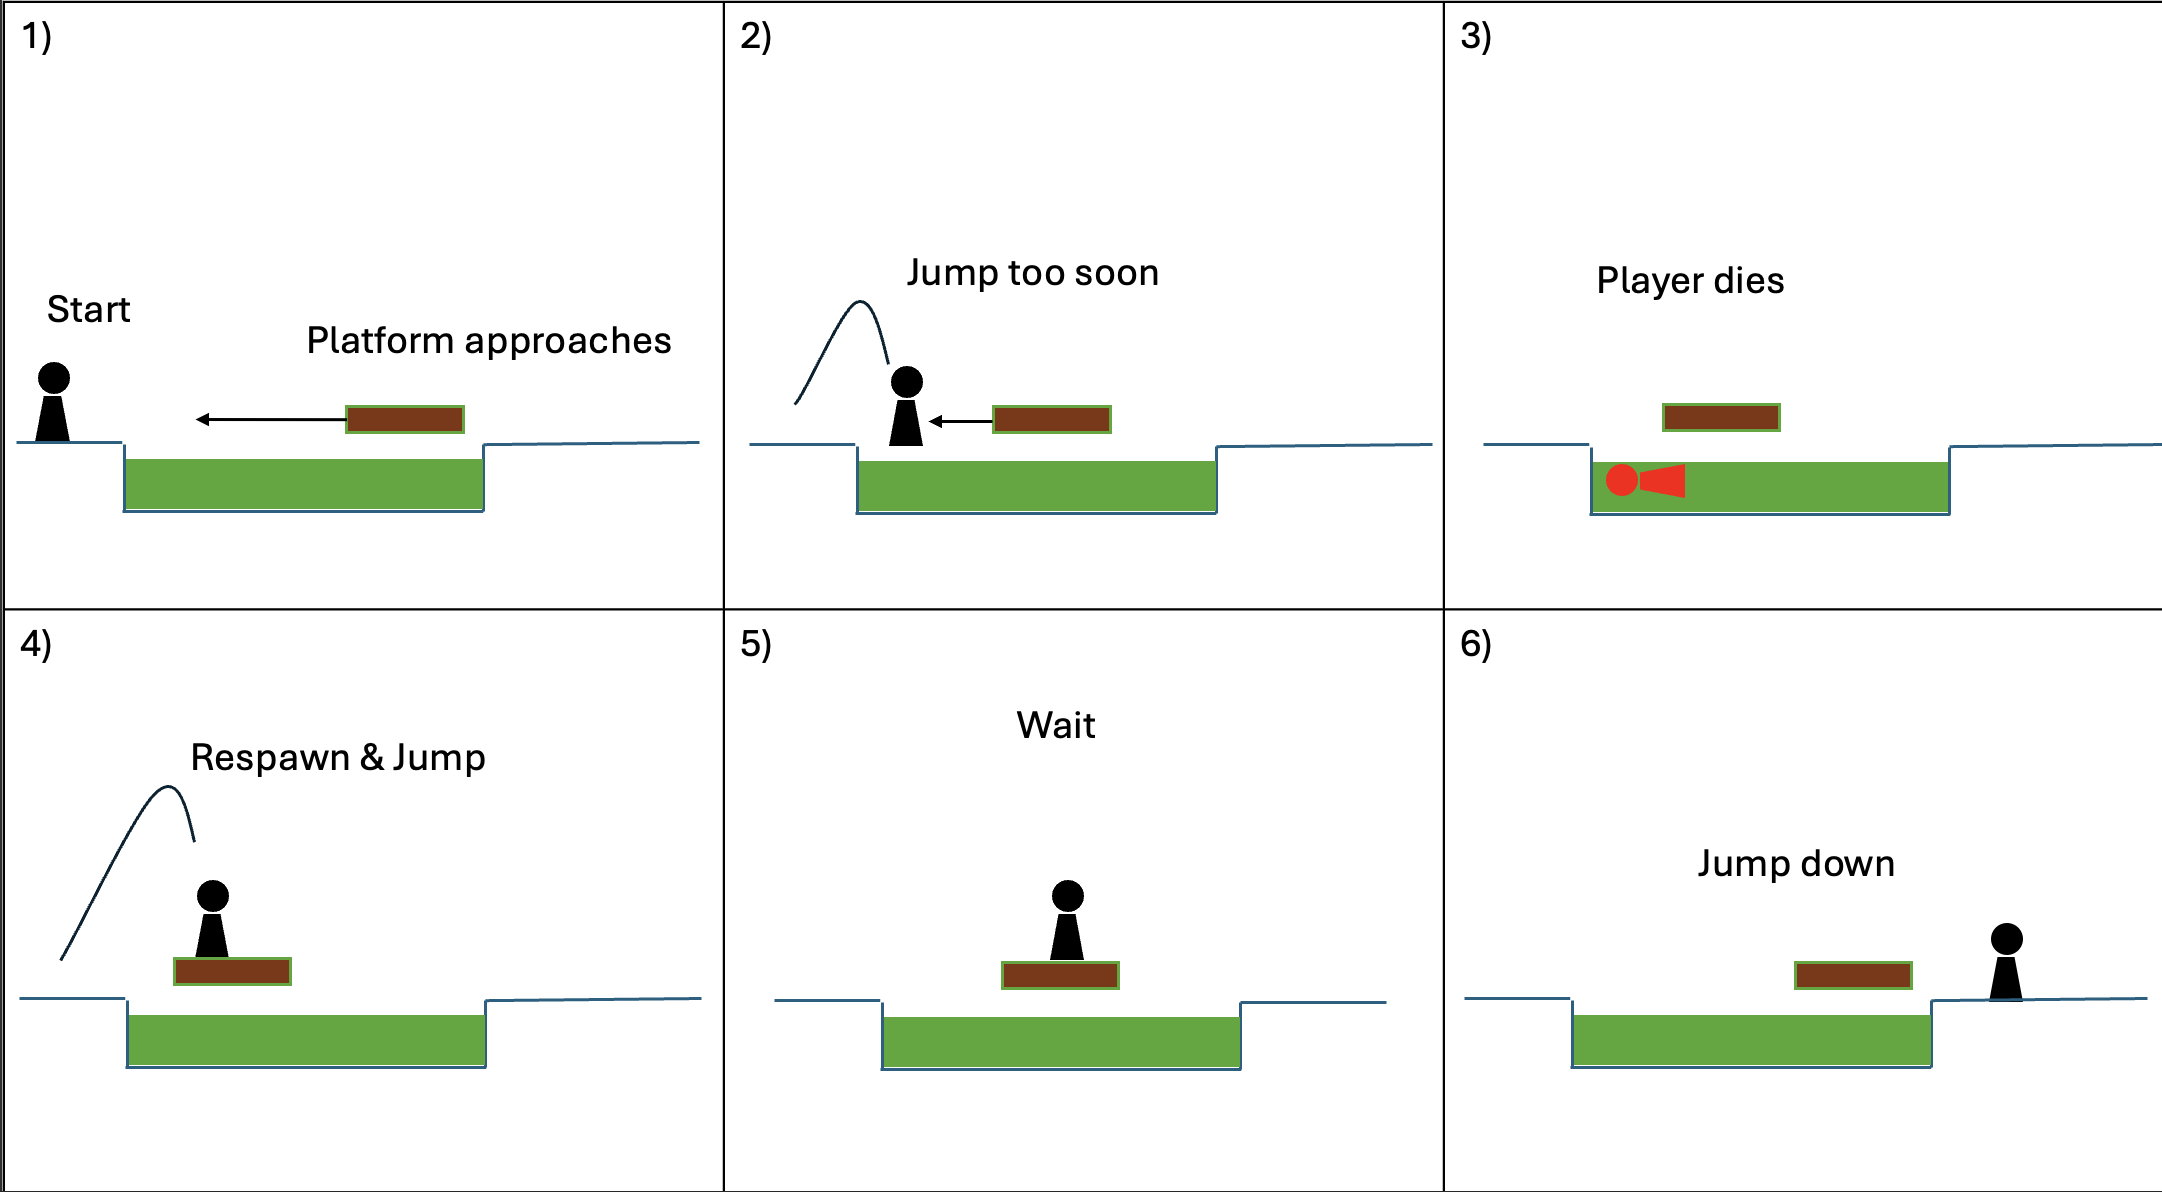 1)
Start
Platform approaches
2)
Jump too soon
3)
Player dies
4)
Respawn & Jump
5)
Wait
6)
Jump down